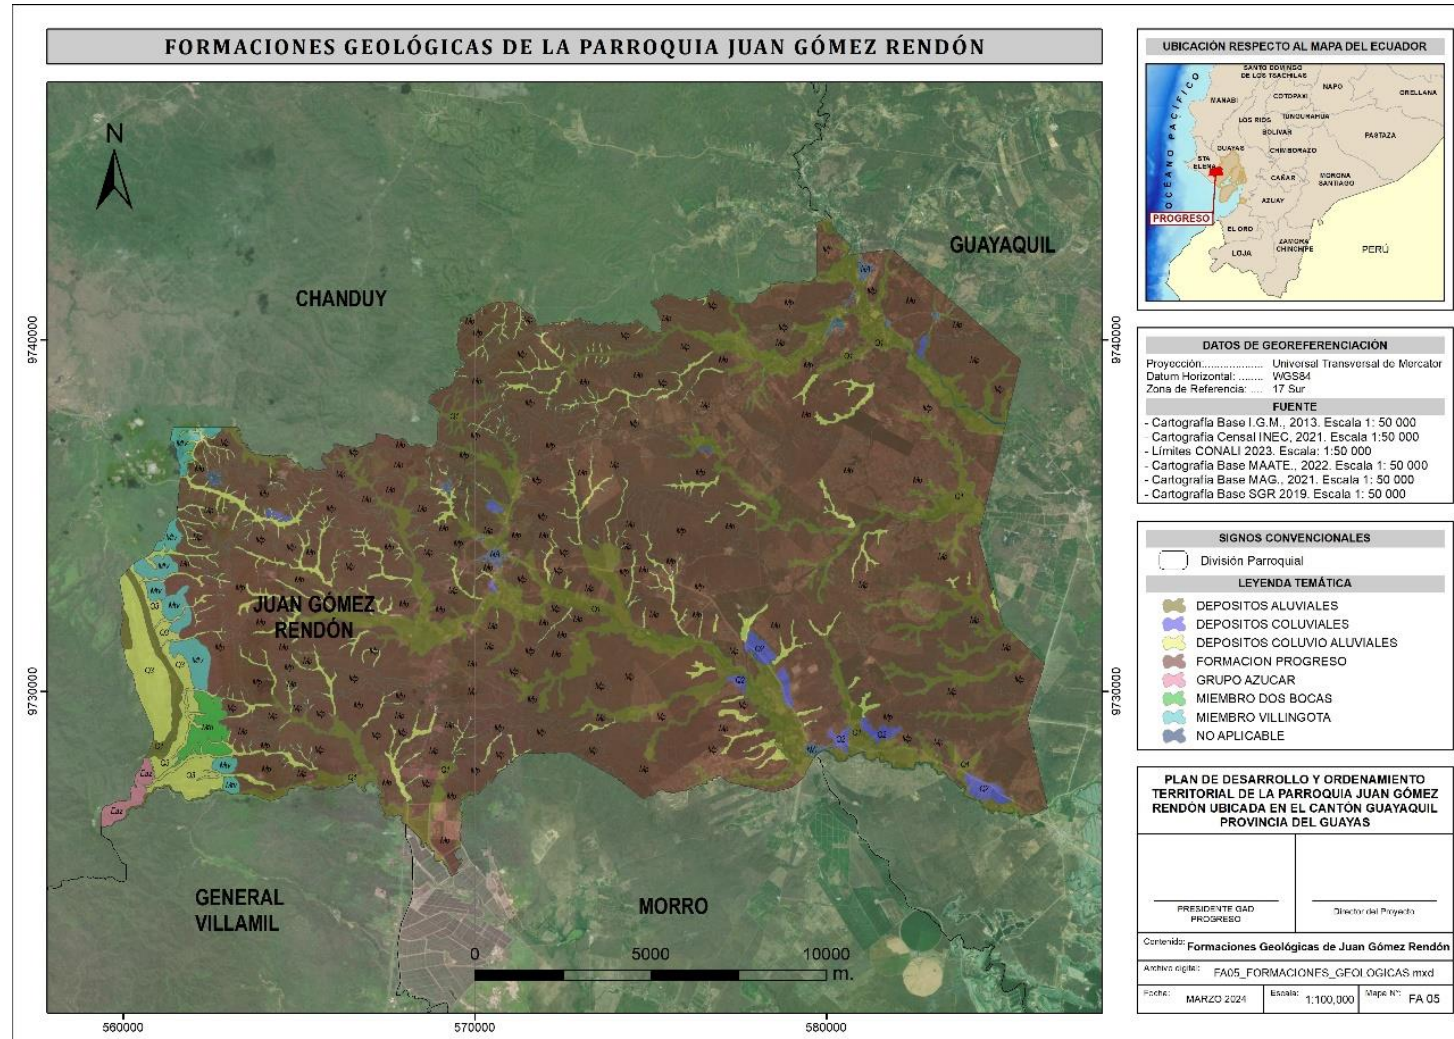 FORMACIONES GEOLÓGICAS DE LA PARROQUIA JUAN GÓMEZ RENDÓN
N
CHANDUY
GUAYAQUIL
JUAN GÓMEZ
RENDÓN
GENERAL
VILLAMIL
MORRO
0 5000 10000
m.
9740000
9730000
9740000
9730000
560000
570000
580000
UBICACIÓN RESPECTO AL MAPA DEL ECUADOR
OCÉANO PACÍFICO
SANTO DOMINGO
DE LOS TSACHILAS
MANABI
COTOPAXI
NAPO
ORELLANA
LOS RIOS
TUNGURAHUA
BOLIVAR
PASTAZA
GUAYAS
CHIMBORAZO
STA
ELENA
CAÑAR
MORONA
SANTIAGO
AZUAY
PROGRESO
EL ORO
ZAMORA
CHINCHIPE
LOJA
PERÚ
DATOS DE GEOREFERENCIACIÓN
Proyección:................... Universal Transversal de Mercator
Datum Horizontal: ........ WGS84
Zona de Referencia: .... 17 Sur
FUENTE
- Cartografía Base I.G.M., 2013. Escala 1: 50 000
- Cartografía Censal INEC, 2021. Escala 1:50 000
- Límites CONALI 2023. Escala: 1:50 000
- Cartografía Base MAATE., 2022. Escala 1: 50 000
- Cartografía Base MAG., 2021. Escala 1: 50 000
- Cartografía Base SGR 2019. Escala 1: 50 000
SIGNOS CONVENCIONALES
División Parroquial
LEYENDA TEMÁTICA
DEPOSITOS ALUVIALES
DEPOSITOS COLUVIALES
DEPOSITOS COLUVIO ALUVIALES
FORMACION PROGRESO
GRUPO AZUCAR
MIEMBRO DOS BOCAS
MIEMBRO VILLINGOTA
NO APLICABLE
PLAN DE DESARROLLO Y ORDENAMIENTO
TERRITORIAL DE LA PARROQUIA JUAN GÓMEZ
RENDÓN UBICADA EN EL CANTÓN GUAYAQUIL
PROVINCIA DEL GUAYAS
PRESIDENTE GAD
PROGRESO
Director del Proyecto
Contenido: Formaciones Geológicas de Juan Gómez Rendón
Archivo digital: FA05_FORMACIONES_GEOLOGICAS.mxd
Fecha: MARZO 2024 Escala: 1:100,000 Mapa N°: FA 05